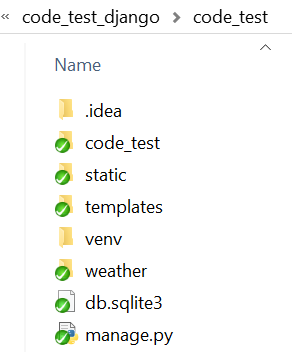 « code_test_django > code_test
Name
.idea
code_test
static
templates
venv
weather
db.sqlite3
manage.py